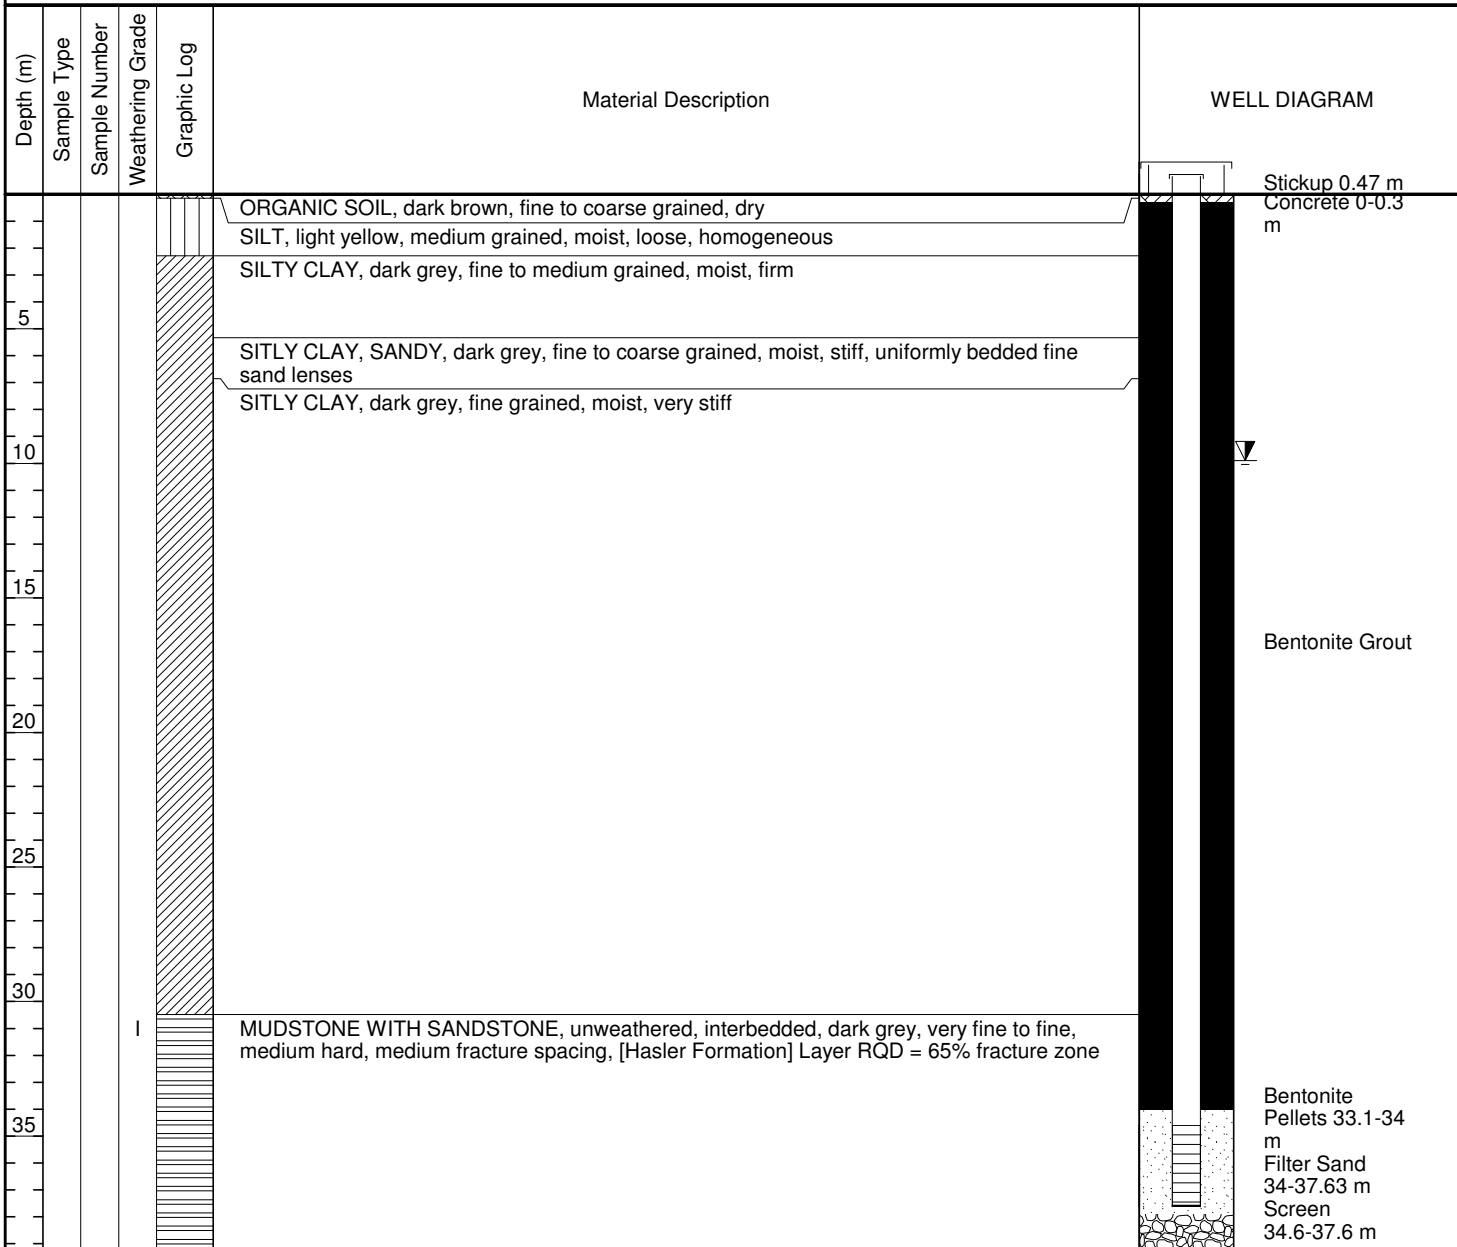 Depth (m)
Sample Type
Sample Number
Weathering Grade
Graphic Log
Material Description
WELL DIAGRAM
Stickup 0.47 m
Concrete 0-0.3
m
ORGANIC SOIL, dark brown, fine to coarse grained, dry
SILT, light yellow, medium grained, moist, loose, homogeneous
SILTY CLAY, dark grey, fine to medium grained, moist, firm
5
SITLY CLAY, SANDY, dark grey, fine to coarse grained, moist, stiff, uniformly bedded fine
sand lenses
SITLY CLAY, dark grey, fine grained, moist, very stiff
10
15
Bentonite Grout
20
25
30
I
MUDSTONE WITH SANDSTONE, unweathered, interbedded, dark grey, very fine to fine,
medium hard, medium fracture spacing, [Hasler Formation] Layer RQD = 65% fracture zone
35
Bentonite
Pellets 33.1-34
m
Filter Sand
34-37.63 m
Screen
34.6-37.6 m